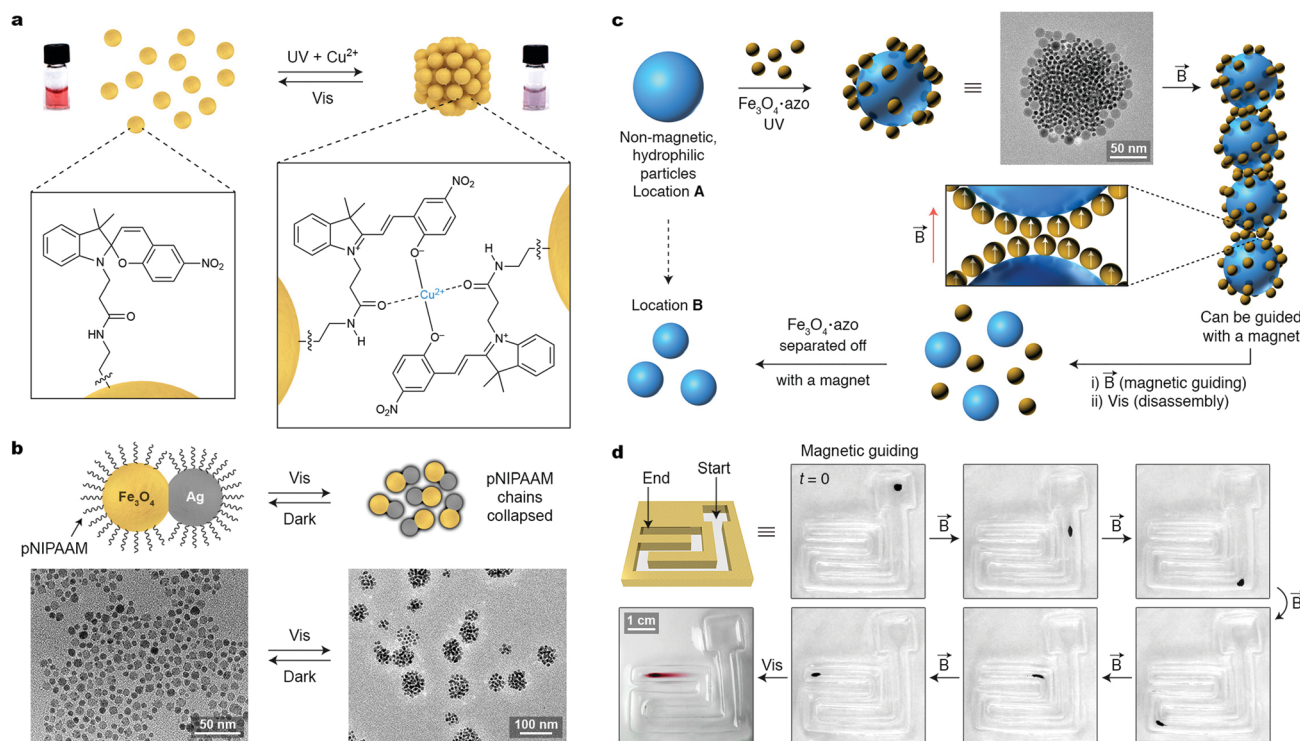 a
UV + Cu²⁺
Vis
NO₂
N
O
HN
O
NO₂
N⁺
O⁻
O
N
H
Cu²⁺
H
N
O
O⁻
N⁺
O₂N
b
Fe₃O₄
Ag
pNIPAAM
Vis
Dark
pNIPAAM
chains
collapsed
50 nm
Vis
Dark
100 nm
c
Non-magnetic,
hydrophilic
particles
Location A
Fe₃O₄·azo
UV
≡
50 nm
B
B
Can be guided
with a magnet
i) B (magnetic guiding)
ii) Vis (disassembly)
Fe₃O₄·azo
separated off
with a magnet
Location B
d
End
Start
≡
Magnetic guiding
t = 0
B
B
B
B
B
Vis
1 cm